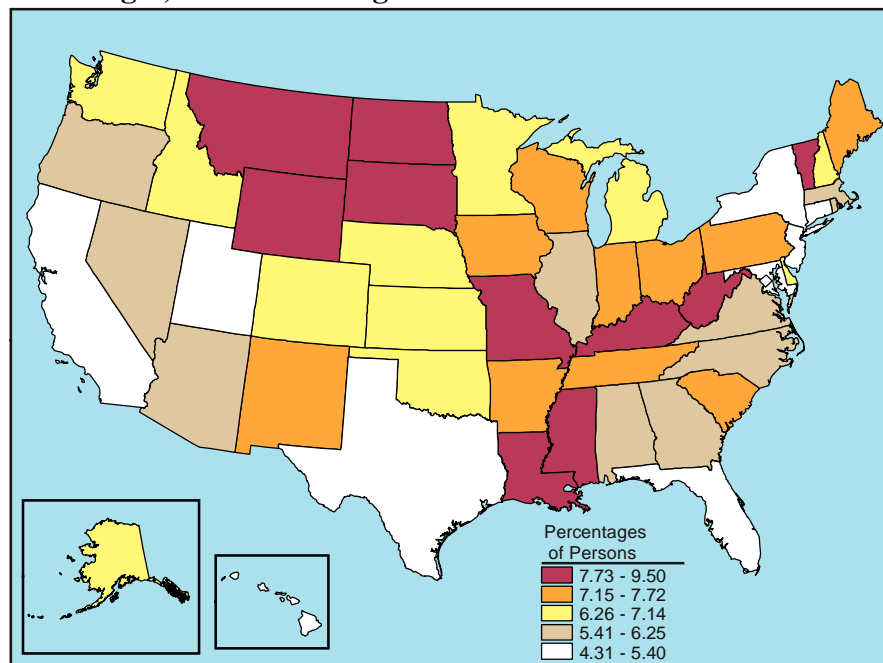 Percentages
of Persons
7.73 - 9.50
7.15 - 7.72
6.26 - 7.14
5.41 - 6.25
4.31 - 5.40